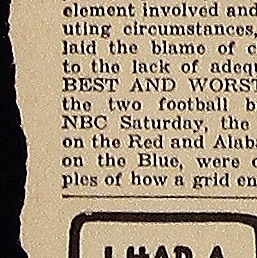 element involved and
uting circumstances,
laid the blame of c
to the lack of adeq
BEST AND WORST
the two football b
NBC Saturday, the
on the Red and Alab
on the Blue, were
ples of how a grid en
I HAD A